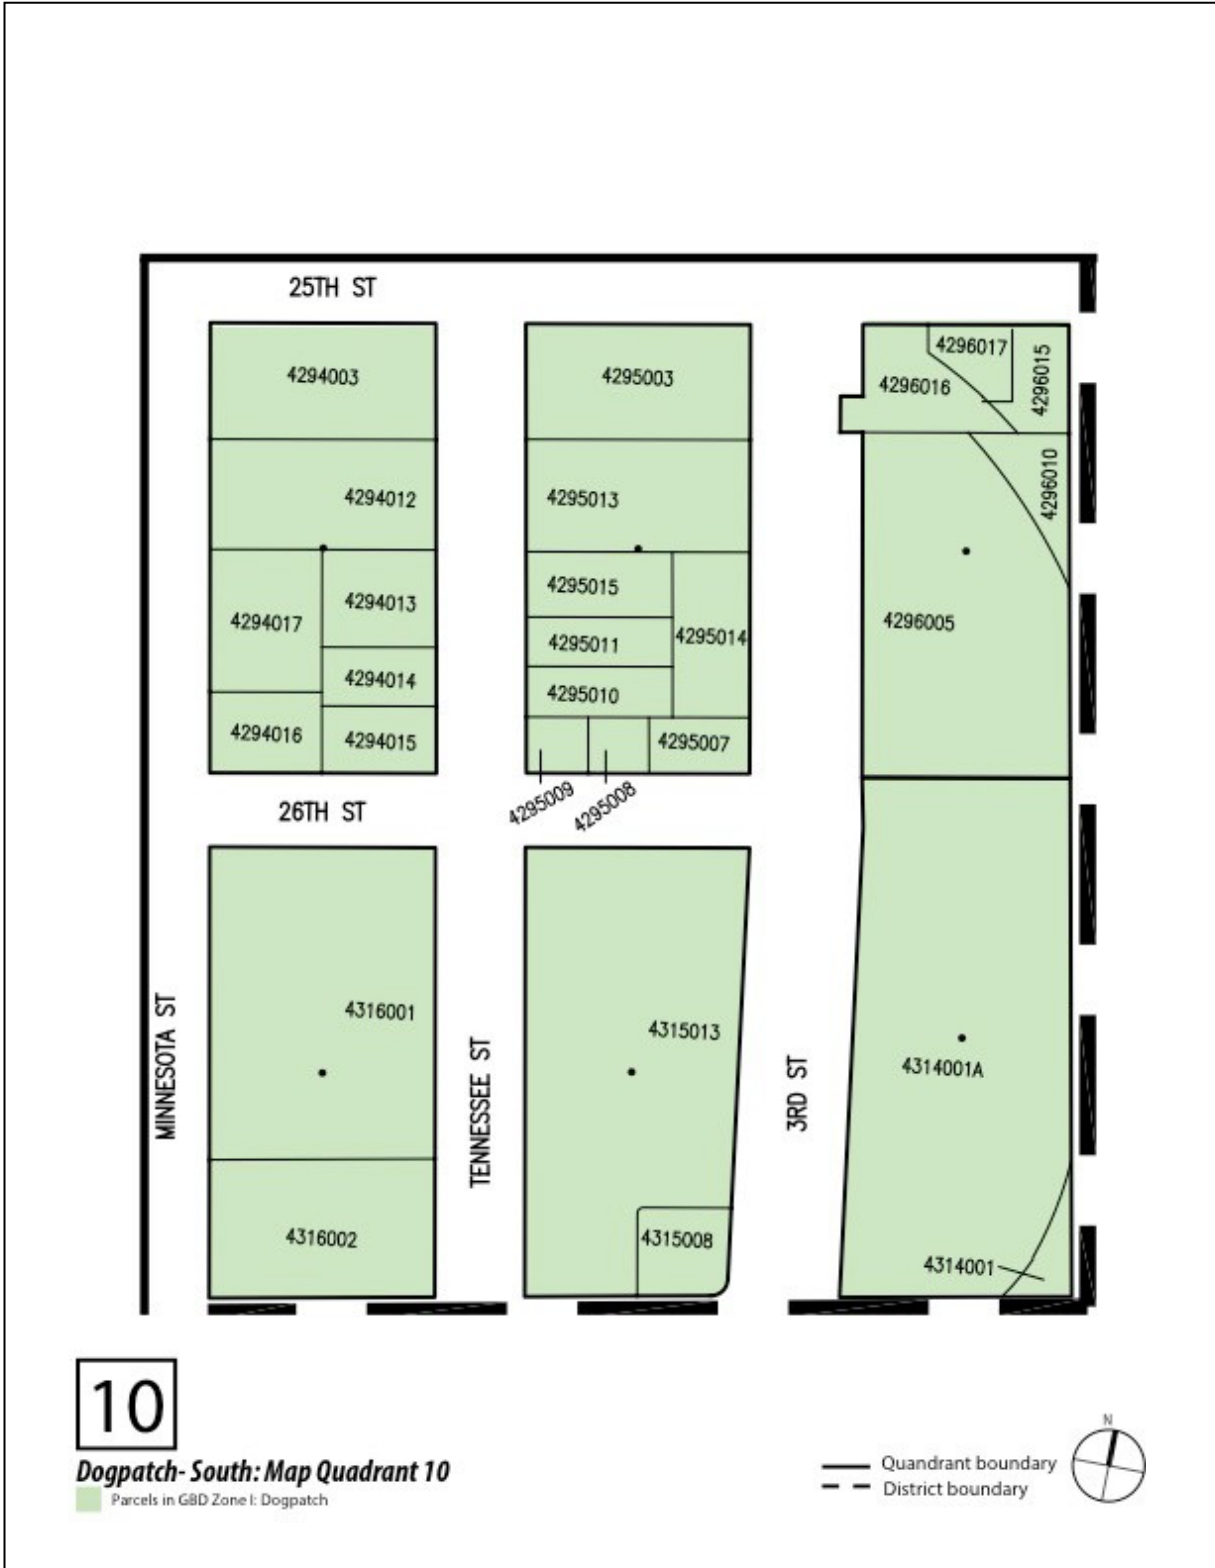 25TH ST
4294003
4295003
4296017
4296016
4296015
4294012
4295013
4296010
4294017
4294013
4295015
4296005
4295011
4295014
4294014
4295010
4294016
4294015
4295007
4295009
4295008
26TH ST
MINNESOTA ST
4316001
TENNESSEE ST
4315013
3RD ST
4314001A
4316002
4315008
4314001
10
Dogpatch- South: Map Quadrant 10
Parcels in GBD Zone I: Dogpatch
N
Quandrant boundary
District boundary